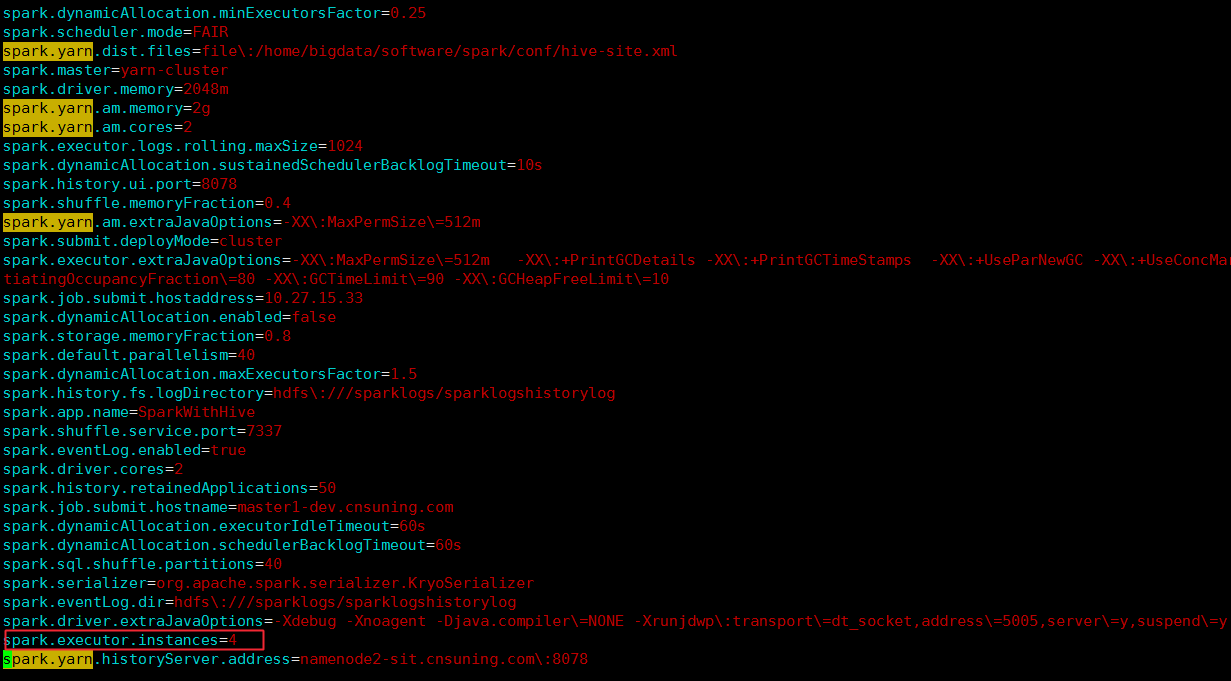 spark.dynamicAllocation.minExecutorsFactor=0.25
spark.scheduler.mode=FAIR
spark.yarn.dist.files=file\:/home/bigdata/software/spark/conf/hive-site.xml
spark.master=yarn-cluster
spark.driver.memory=2048m
spark.yarn.am.memory=2g
spark.yarn.am.cores=2
spark.executor.logs.rolling.maxSize=1024
spark.dynamicAllocation.sustainedSchedulerBacklogTimeout=10s
spark.history.ui.port=8078
spark.shuffle.memoryFraction=0.4
spark.yarn.am.extraJavaOptions=-XX\:MaxPermSize\=512m
spark.submit.deployMode=cluster
spark.executor.extraJavaOptions=-XX\:MaxPermSize\=512m   -XX\:+PrintGCDetails -XX\:+PrintGCTimeStamps  -XX\:+UseParNewGC -XX\:+UseConcMar
tiatingOccupancyFraction\=80 -XX\:GCTimeLimit\=90 -XX\:GCHeapFreeLimit\=10
spark.job.submit.hostaddress=10.27.15.33
spark.dynamicAllocation.enabled=false
spark.storage.memoryFraction=0.8
spark.default.parallelism=40
spark.dynamicAllocation.maxExecutorsFactor=1.5
spark.history.fs.logDirectory=hdfs\:///sparklogs/sparklogshistorylog
spark.app.name=SparkWithHive
spark.shuffle.service.port=7337
spark.eventLog.enabled=true
spark.driver.cores=2
spark.history.retainedApplications=50
spark.job.submit.hostname=master1-dev.cnsuning.com
spark.dynamicAllocation.executorIdleTimeout=60s
spark.dynamicAllocation.schedulerBacklogTimeout=60s
spark.sql.shuffle.partitions=40
spark.serializer=org.apache.spark.serializer.KryoSerializer
spark.eventLog.dir=hdfs\:///sparklogs/sparklogshistorylog
spark.driver.extraJavaOptions=-Xdebug -Xnoagent -Djava.compiler\=NONE -Xrunjdwp\:transport\=dt_socket,address\=5005,server\=y,suspend\=y
spark.executor.instances=4
spark.yarn.historyServer.address=namenode2-sit.cnsuning.com\:8078